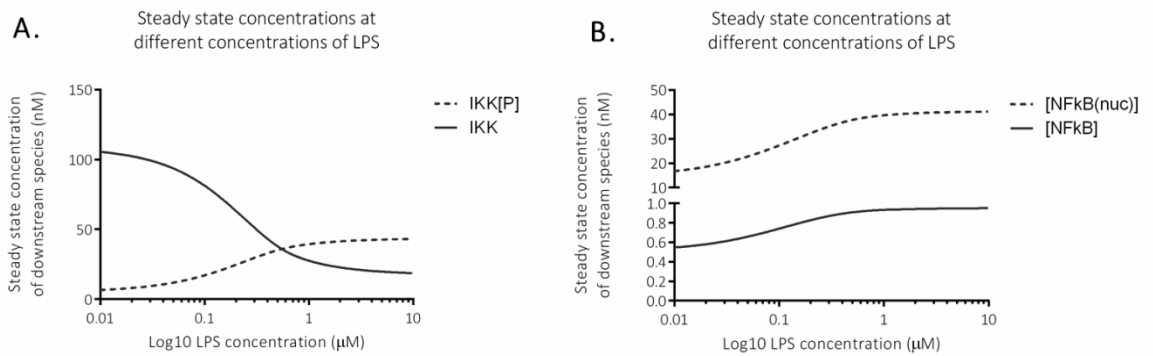 A.
Steady state concentrations at
different concentrations of LPS
Steady state concentration
of downstream species (nM)
150
100
50
0
0.01
0.1
1
10
Log10 LPS concentration (μM)
IKK[P]
IKK
B.
Steady state concentrations at
different concentrations of LPS
Steady state concentration
of downstream species (nM)
50
40
30
20
10
1.0
0.8
0.6
0.4
0.2
0.0
0.01
0.1
1
10
Log10 LPS concentration (μM)
[NFkB(nuc)]
[NFkB]